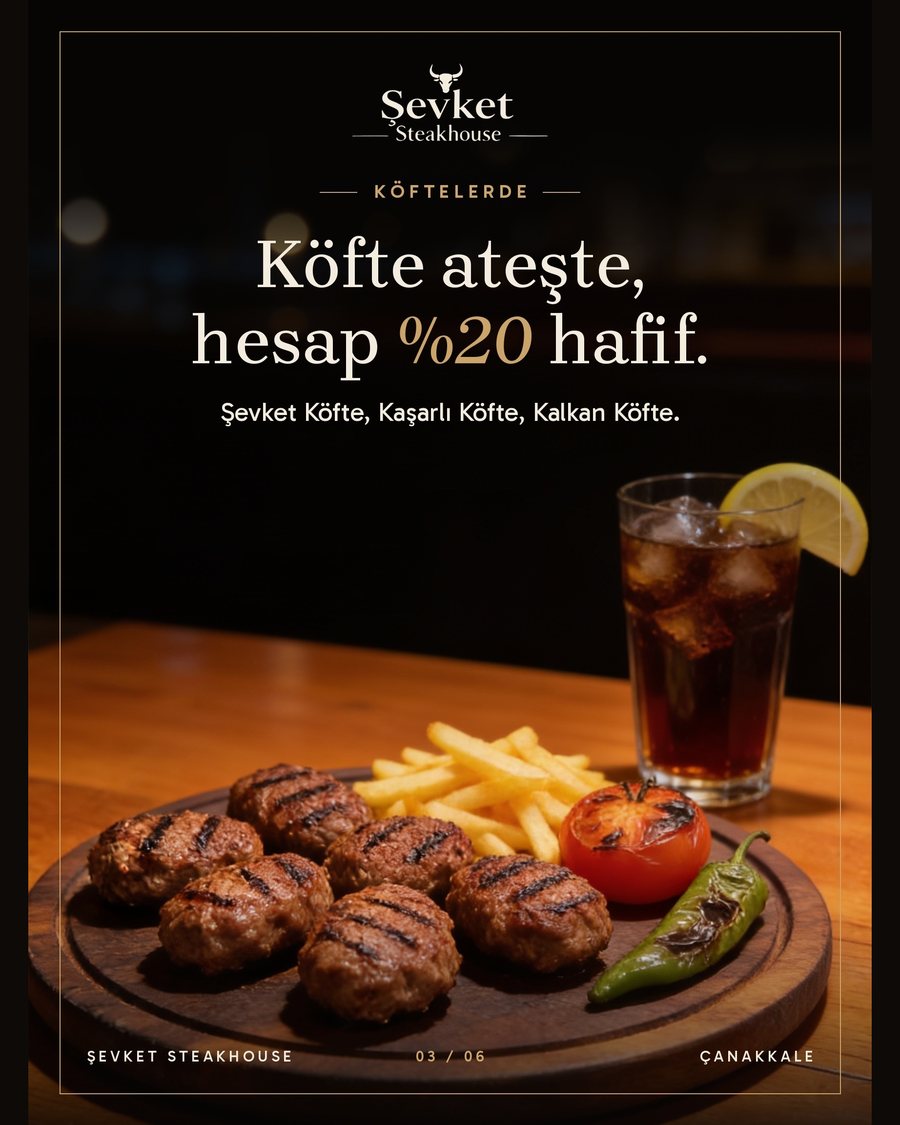 Şevket
Steakhouse
KÖFTELERDE
Köfte ateşte,
hesap %20 hafif.
Şevket Köfte, Kaşarlı Köfte, Kalkan Köfte.
ŞEVKET STEAKHOUSE
03 / 06
ÇANAKKALE